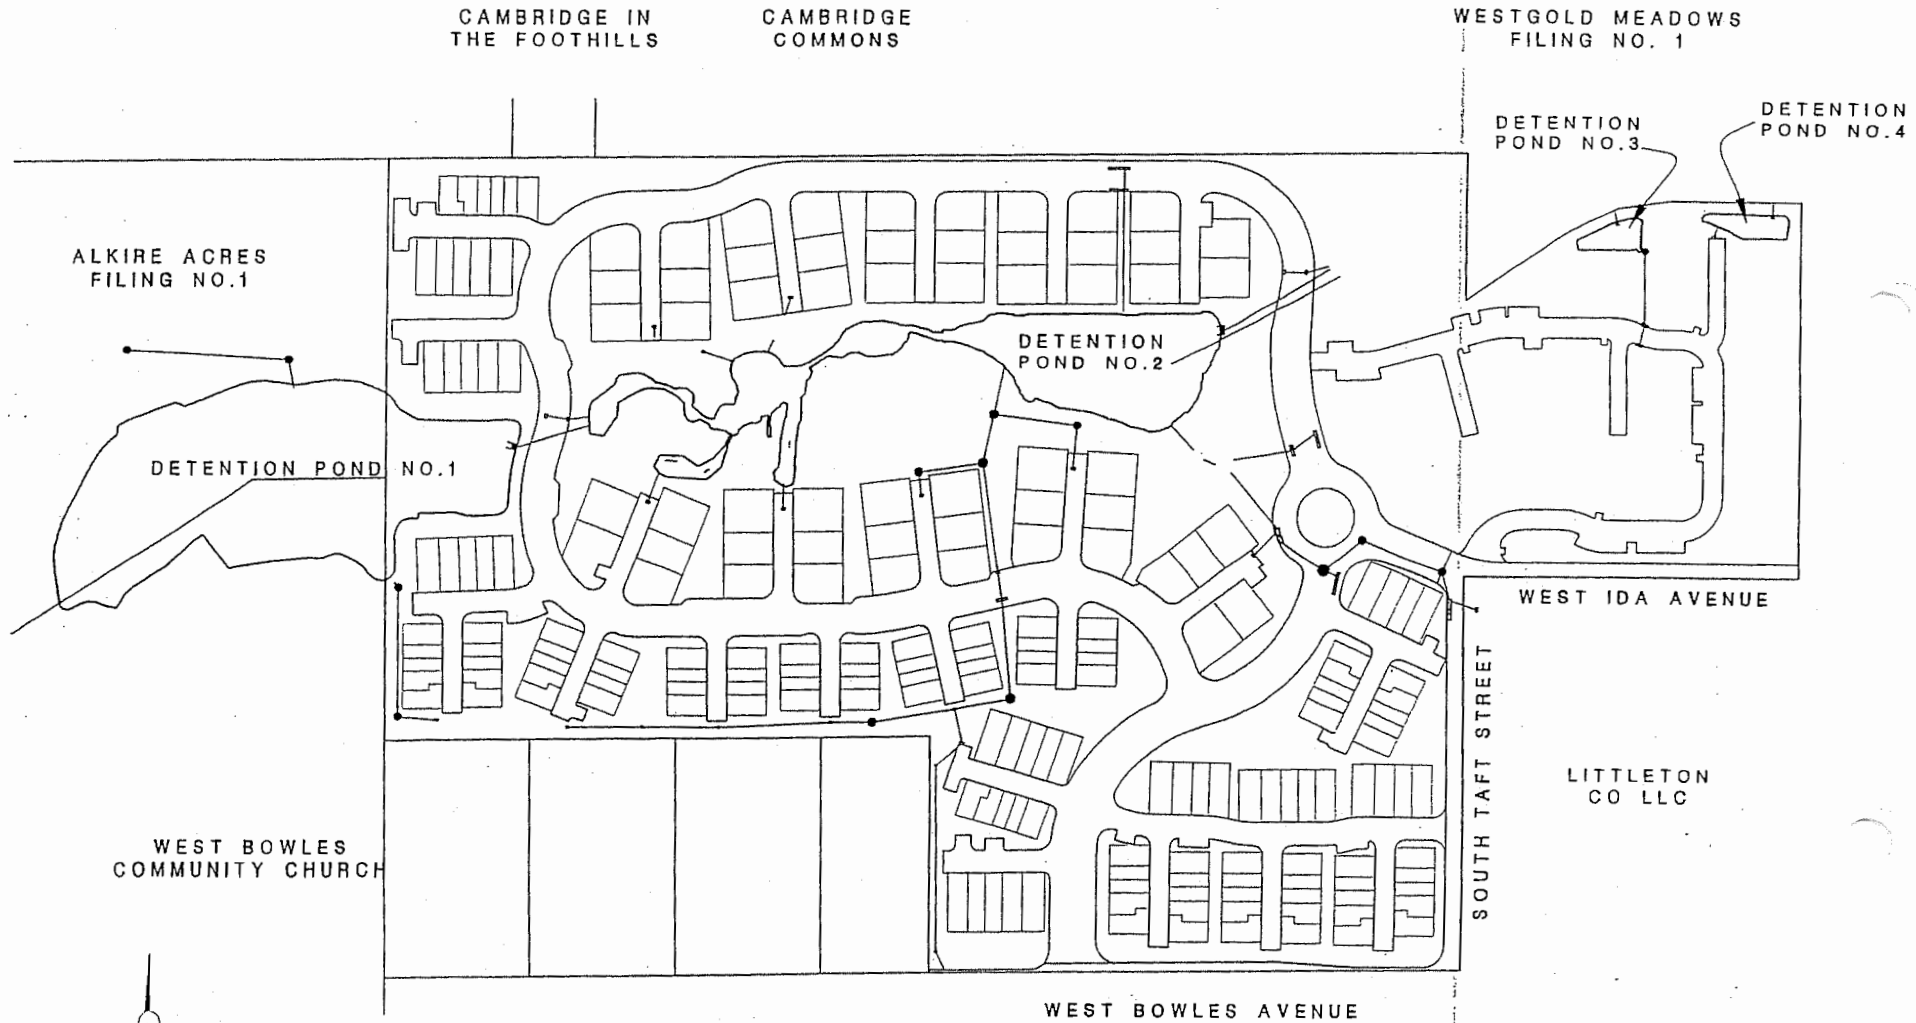 CAMBRIDGE IN
THE FOOTHILLS
CAMBRIDGE
COMMONS
WESTGOLD MEADOWS
FILING NO. 1
DETENTION
POND NO.3
DETENTION
POND NO.4
ALKIRE ACRES
FILING NO.1
DETENTION
POND NO.2
DETENTION POND NO.1
WEST IDA AVENUE
SOUTH TAFT STREET
LITTLETON
CO LLC
WEST BOWLES
COMMUNITY CHURCH
WEST BOWLES AVENUE